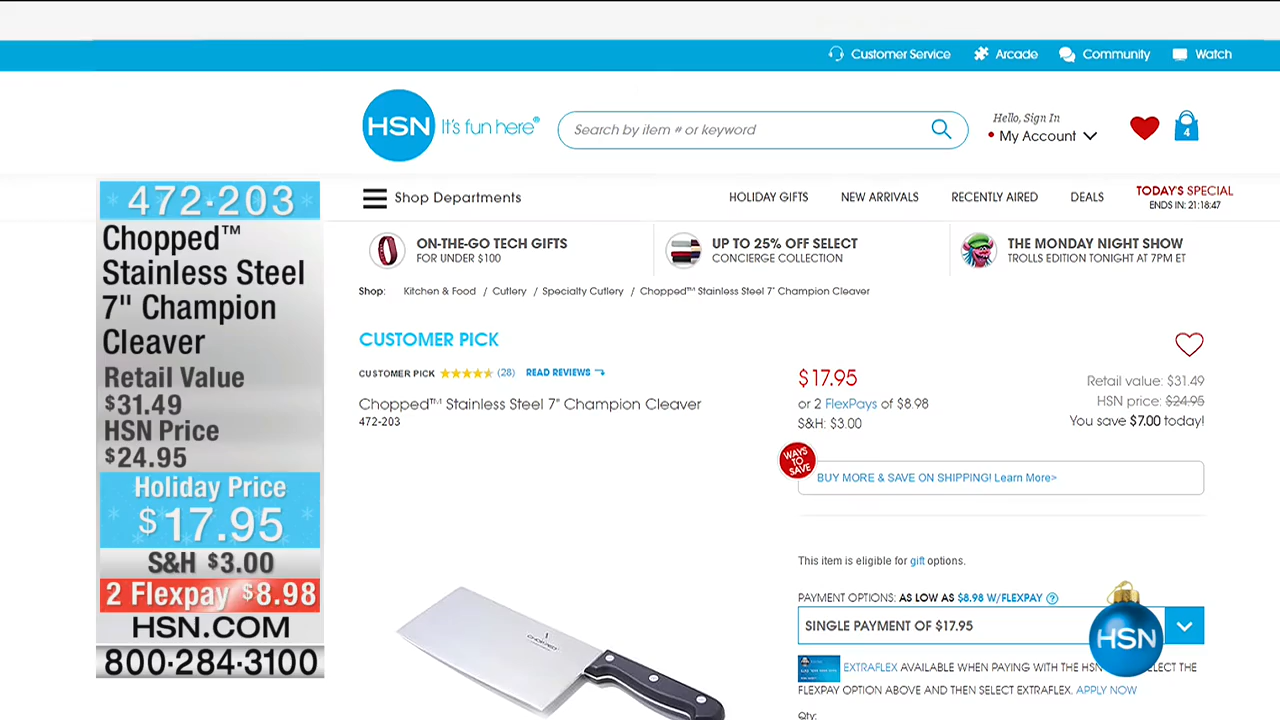 Customer Service
Arcade
Community
Watch
HSN It's fun here®
Search by item # or keyword
Hello, Sign In
My Account
4
472-203
Chopped™
Stainless Steel
7" Champion
Cleaver
Retail Value
$31.49
HSN Price
$24.95
Holiday Price
$17.95
S&H $3.00
2 Flexpay $8.98
HSN.COM
800-284-3100
Shop Departments
HOLIDAY GIFTS
NEW ARRIVALS
RECENTLY AIRED
DEALS
TODAY'S SPECIAL
ENDS IN: 21:18:47
ON-THE-GO TECH GIFTS
FOR UNDER $100
UP TO 25% OFF SELECT
CONCIERGE COLLECTION
THE MONDAY NIGHT SHOW
TROLLS EDITION TONIGHT AT 7PM ET
Shop: Kitchen & Food / Cutlery / Specialty Cutlery / Chopped™ Stainless Steel 7" Champion Cleaver
CUSTOMER PICK
CUSTOMER PICK (28) READ REVIEWS
Chopped™ Stainless Steel 7" Champion Cleaver
472-203
$17.95
or 2 FlexPays of $8.98
S&H: $3.00
Retail value: $31.49
HSN price: $24.95
You save $7.00 today!
WAYS
TO
SAVE
BUY MORE & SAVE ON SHIPPING! Learn More>
This item is eligible for gift options.
PAYMENT OPTIONS: AS LOW AS $8.98 W/FLEXPAY ?
SINGLE PAYMENT OF $17.95
HSN
EXTRAFLEX AVAILABLE WHEN PAYING WITH THE HSN SELECT THE
FLEXPAY OPTION ABOVE AND THEN SELECT EXTRAFLEX. APPLY NOW
Qty:
CHOPPED